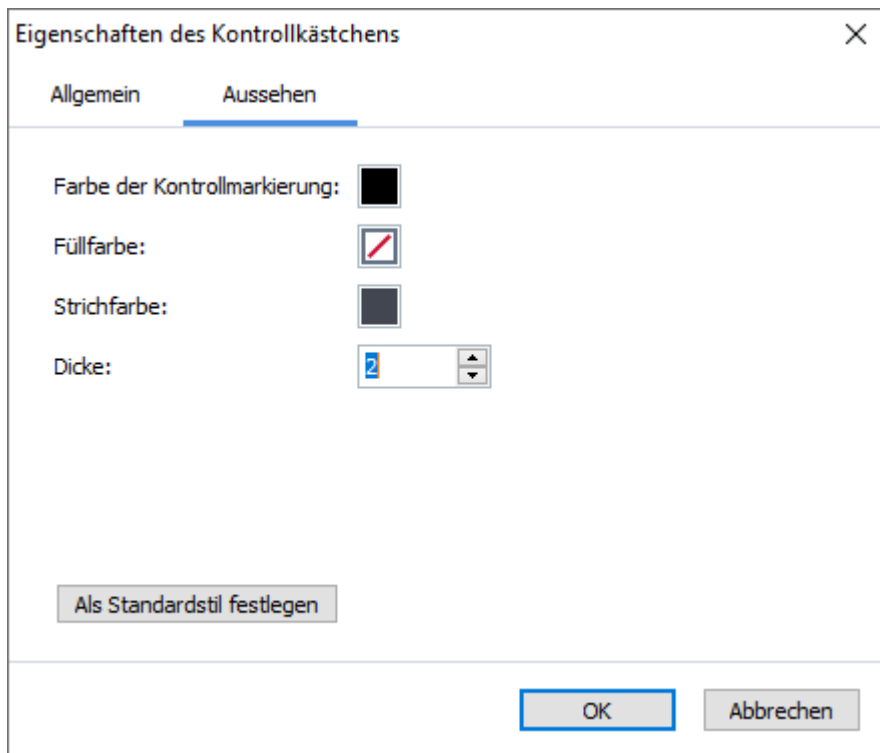 Eigenschaften des Kontrollkästchens
Allgemein Aussehen
Farbe der Kontrollmarkierung:
Füllfarbe:
Strichfarbe:
Dicke: 2
Als Standardstil festlegen
OK Abbrechen